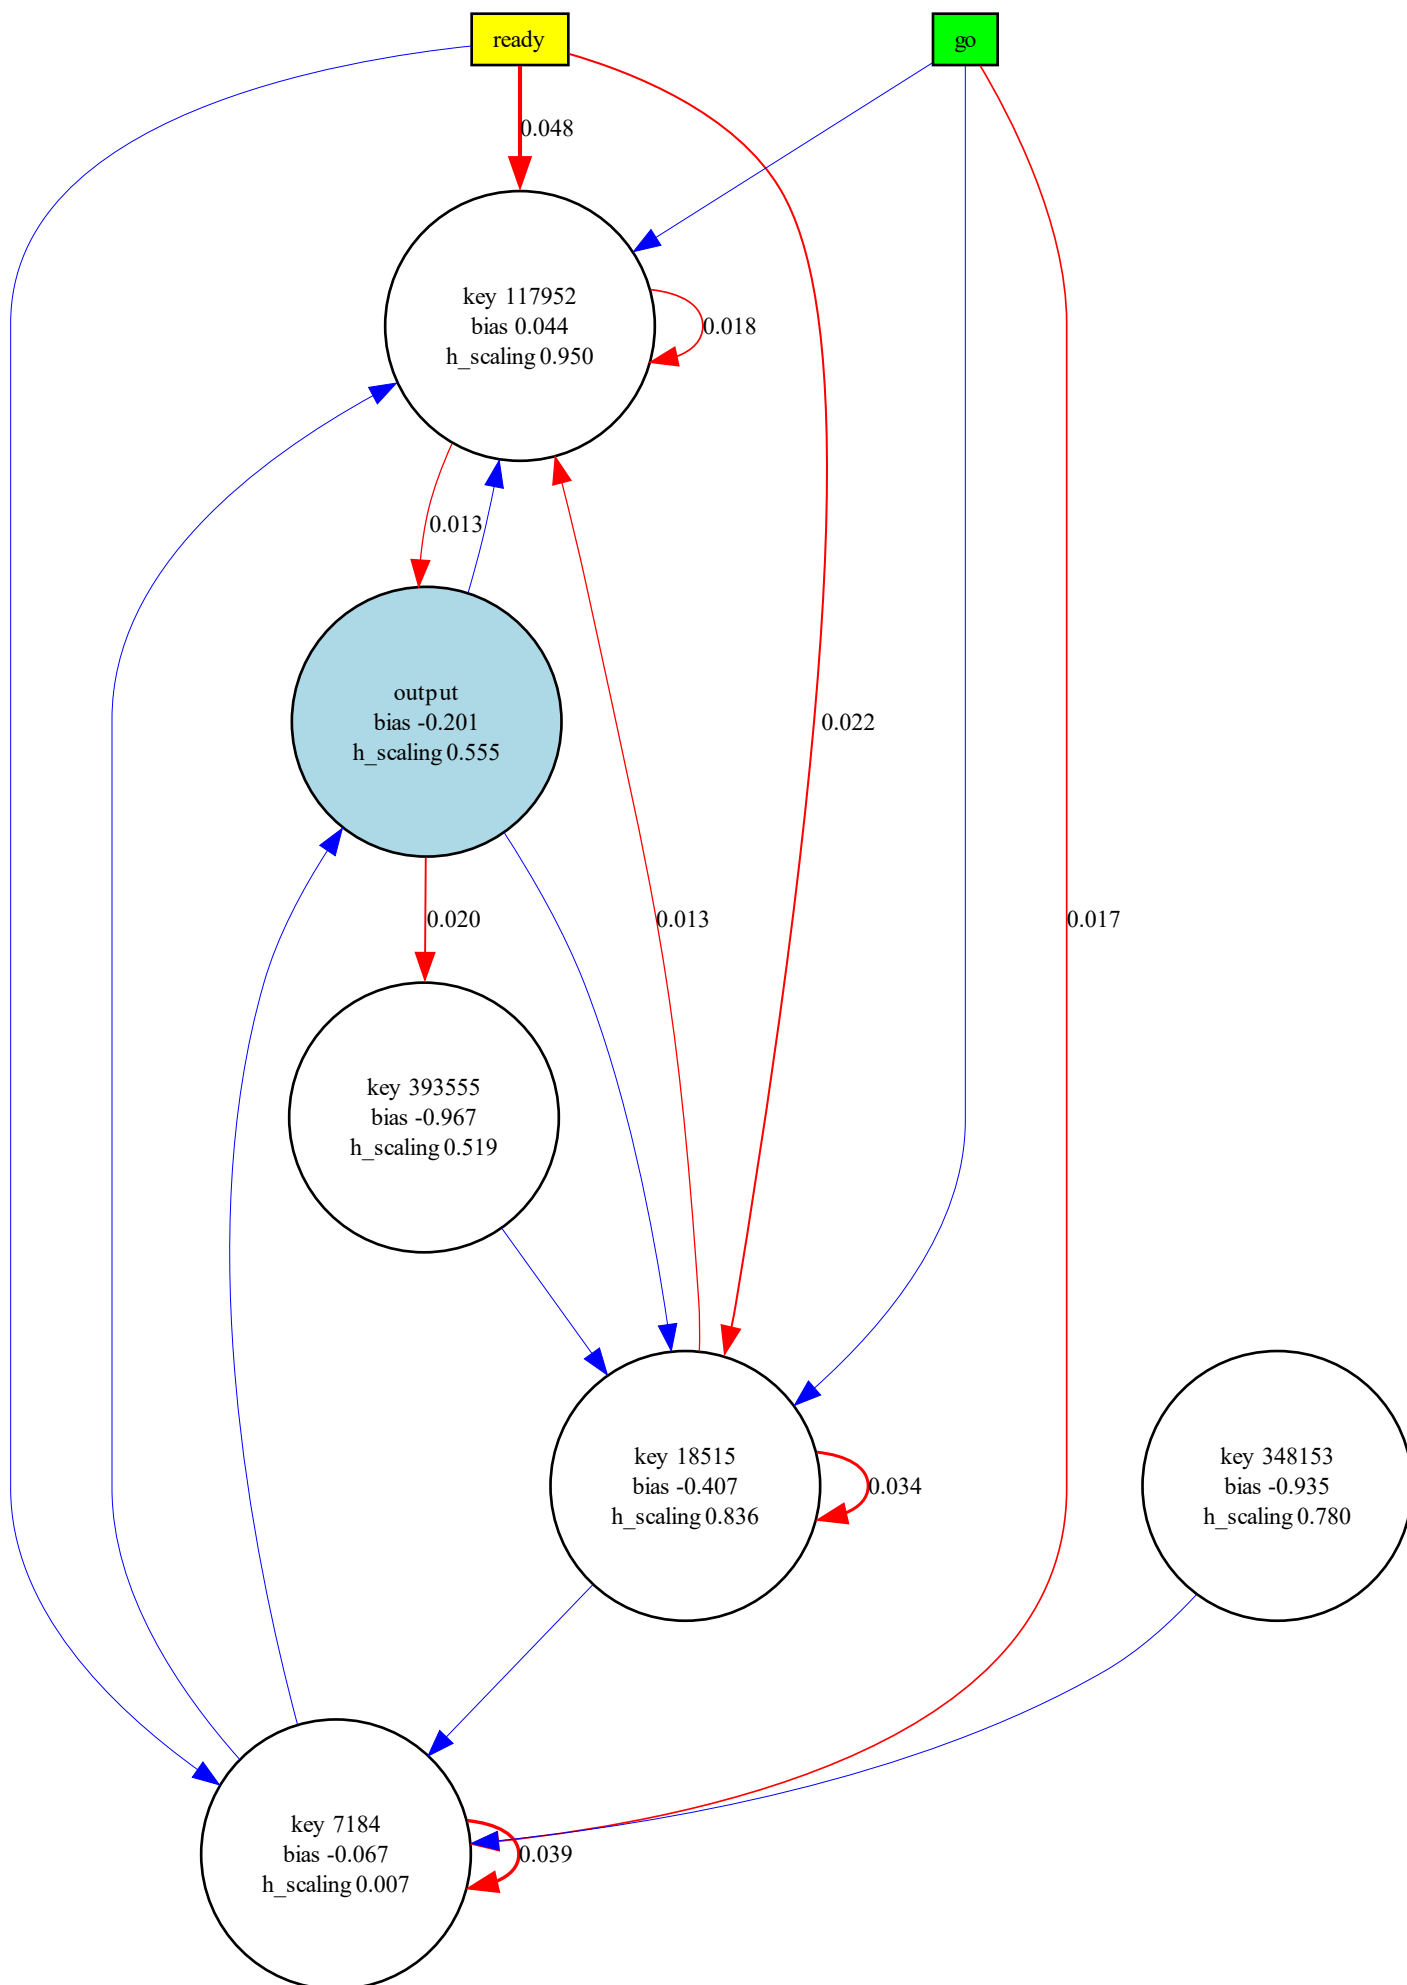 ready
go
0.048
key 117952
bias 0.044
h_scaling 0.950
0.018
0.013
output
bias -0.201
h_scaling 0.555
0.022
0.020
0.013
0.017
key 393555
bias -0.967
h_scaling 0.519
key 18515
bias -0.407
h_scaling 0.836
0.034
key 348153
bias -0.935
h_scaling 0.780
key 7184
bias -0.067
h_scaling 0.007
0.039